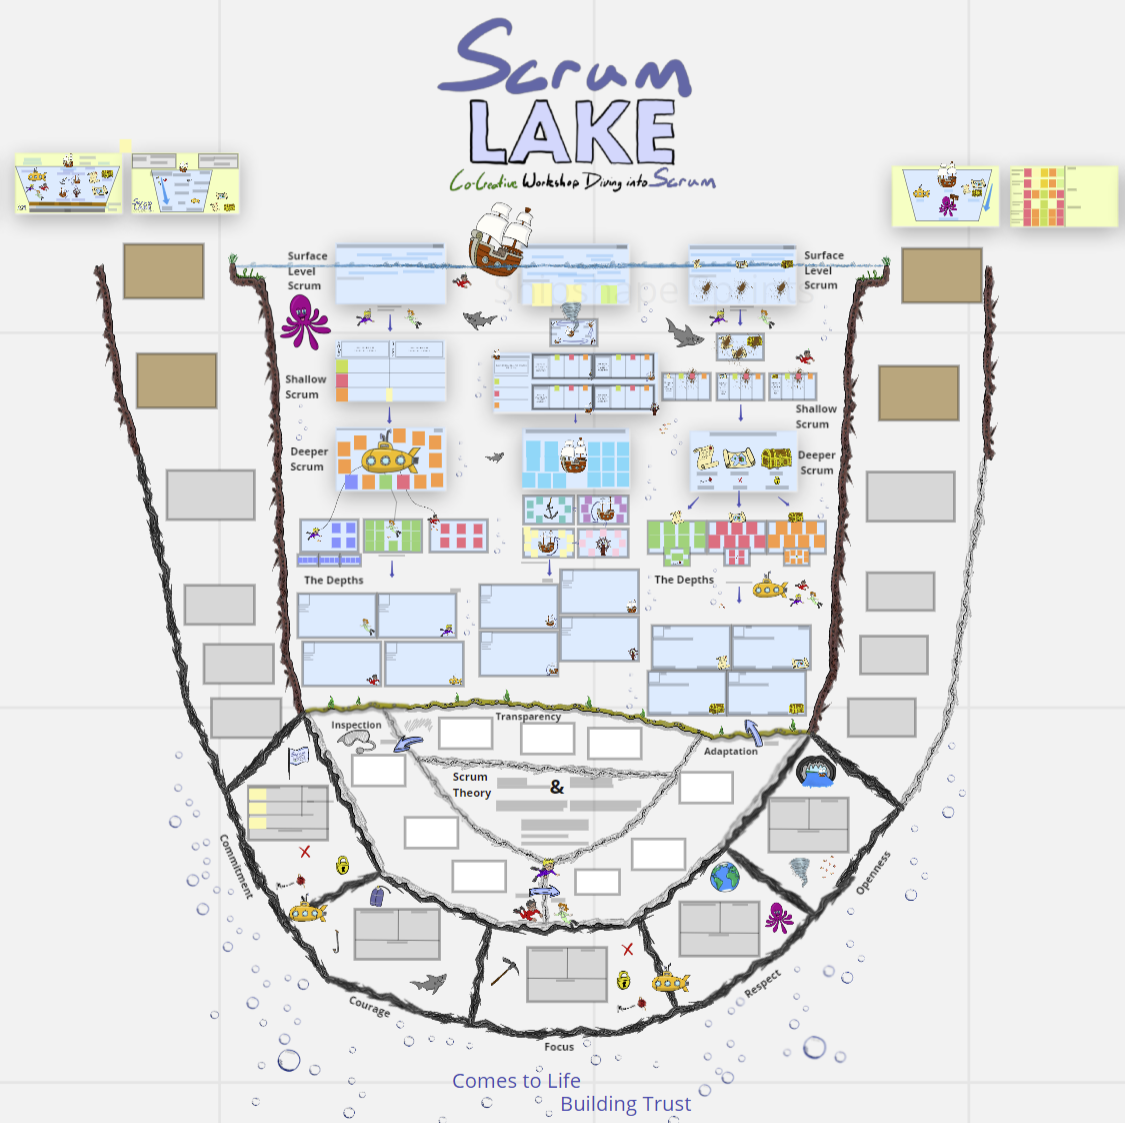 Scrum
LAKE
Co-Creative Workshop Diving into Scrum
Surface
Level
Scrum
Surface
Level
Scrum
Shallow
Scrum
Shallow
Scrum
Deeper
Scrum
Deeper
Scrum
The Depths
The Depths
Inspection
Transparency
Adaptation
Scrum
Theory
&
Commitment
Courage
Focus
Respect
Openness
Comes to Life
Building Trust